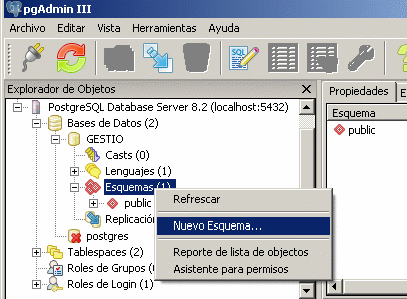 pgAdmin III
Archivo Editar Vista Herramientas Ayuda
SQL
Explorador de Objetos
Propiedades
PostgreSQL Database Server 8.2 (localhost:5432)
Esquema
Bases de Datos (2)
public
GESTIO
Casts (0)
Lenguajes (1)
Esquemas (1)
Refrescar
public
Nuevo Esquema...
Replicación
postgres
Reporte de lista de objetos
Tablespaces (2)
Asistente para permisos
Roles de Grupos (
Roles de Login (1)